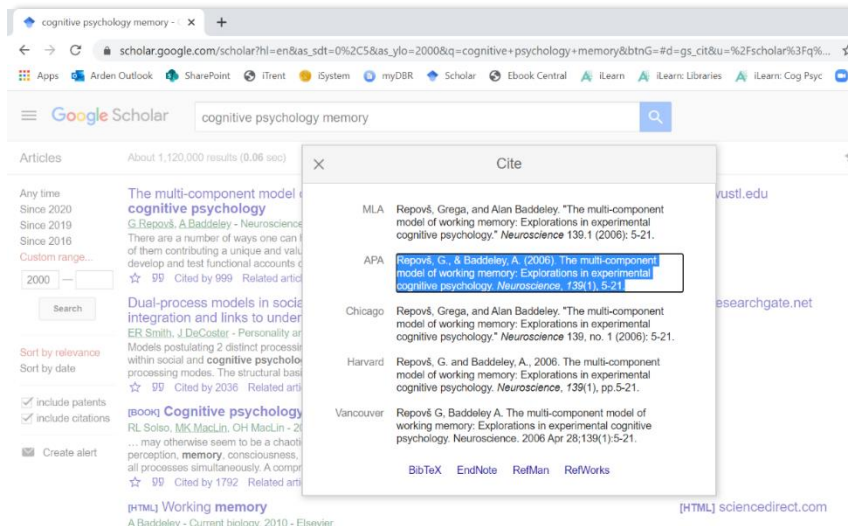 cognitive psychology memory -
scholar.google.com/scholar?hl=en&as_sdt=0%2C5&as_ylo=2000&q=cognitive+psychology+memory&btnG=#d=gs_cit&u=%2Fscholar%3Fq%...
Apps Arden Outlook SharePoint iTrent iSystem myDBR Scholar Ebook Central iLearn iLearn: Libraries iLearn: Cog Psyc
Google Scholar cognitive psychology memory
Articles About 1,120,000 results (0.06 sec)
Any time
Since 2020
Since 2019
Since 2016
Custom range...
2000 —
Search
Sort by relevance
Sort by date
include patents
include citations
Create alert
The multi-component model
cognitive psychology
G Repovš, A Baddeley - Neuroscience
There are a number of ways one can
of them contributing a unique and
develop and test functional accounts
Cited by 999 Related
Dual-process models in
integration and links to
ER Smith, J DeCoster - Personality
Models postulating 2 distinct
within social and cognitive
processing modes. The structural
Cited by 2036 Related
[BOOK] Cognitive psychology
RL Solso, MK MacLin, OH MacLin -
... may otherwise seem to be a
perception, memory, consciousness,
all processes simultaneously. A
Cited by 1792 Related
[HTML] Working memory
A Baddeley - Current biology, 2010 - Elsevier
wustl.edu
researchgate.net
[HTML] sciencedirect.com
Cite
MLA Repovš, Grega, and Alan Baddeley. "The multi-component
model of working memory: Explorations in experimental
cognitive psychology." Neuroscience 139.1 (2006): 5-21.
APA Repovš, G., & Baddeley, A. (2006). The multi-component
model of working memory: Explorations in experimental
cognitive psychology. Neuroscience, 139(1), 5-21.
Chicago Repovš, Grega, and Alan Baddeley. "The multi-component
model of working memory: Explorations in experimental
cognitive psychology." Neuroscience 139, no. 1 (2006): 5-21.
Harvard Repovš, G. and Baddeley, A., 2006. The multi-component
model of working memory: Explorations in experimental
cognitive psychology. Neuroscience, 139(1), pp.5-21.
Vancouver Repovš G, Baddeley A. The multi-component model of
working memory: Explorations in experimental cognitive
psychology. Neuroscience. 2006 Apr 28;139(1):5-21.
BibTeX EndNote RefMan RefWorks